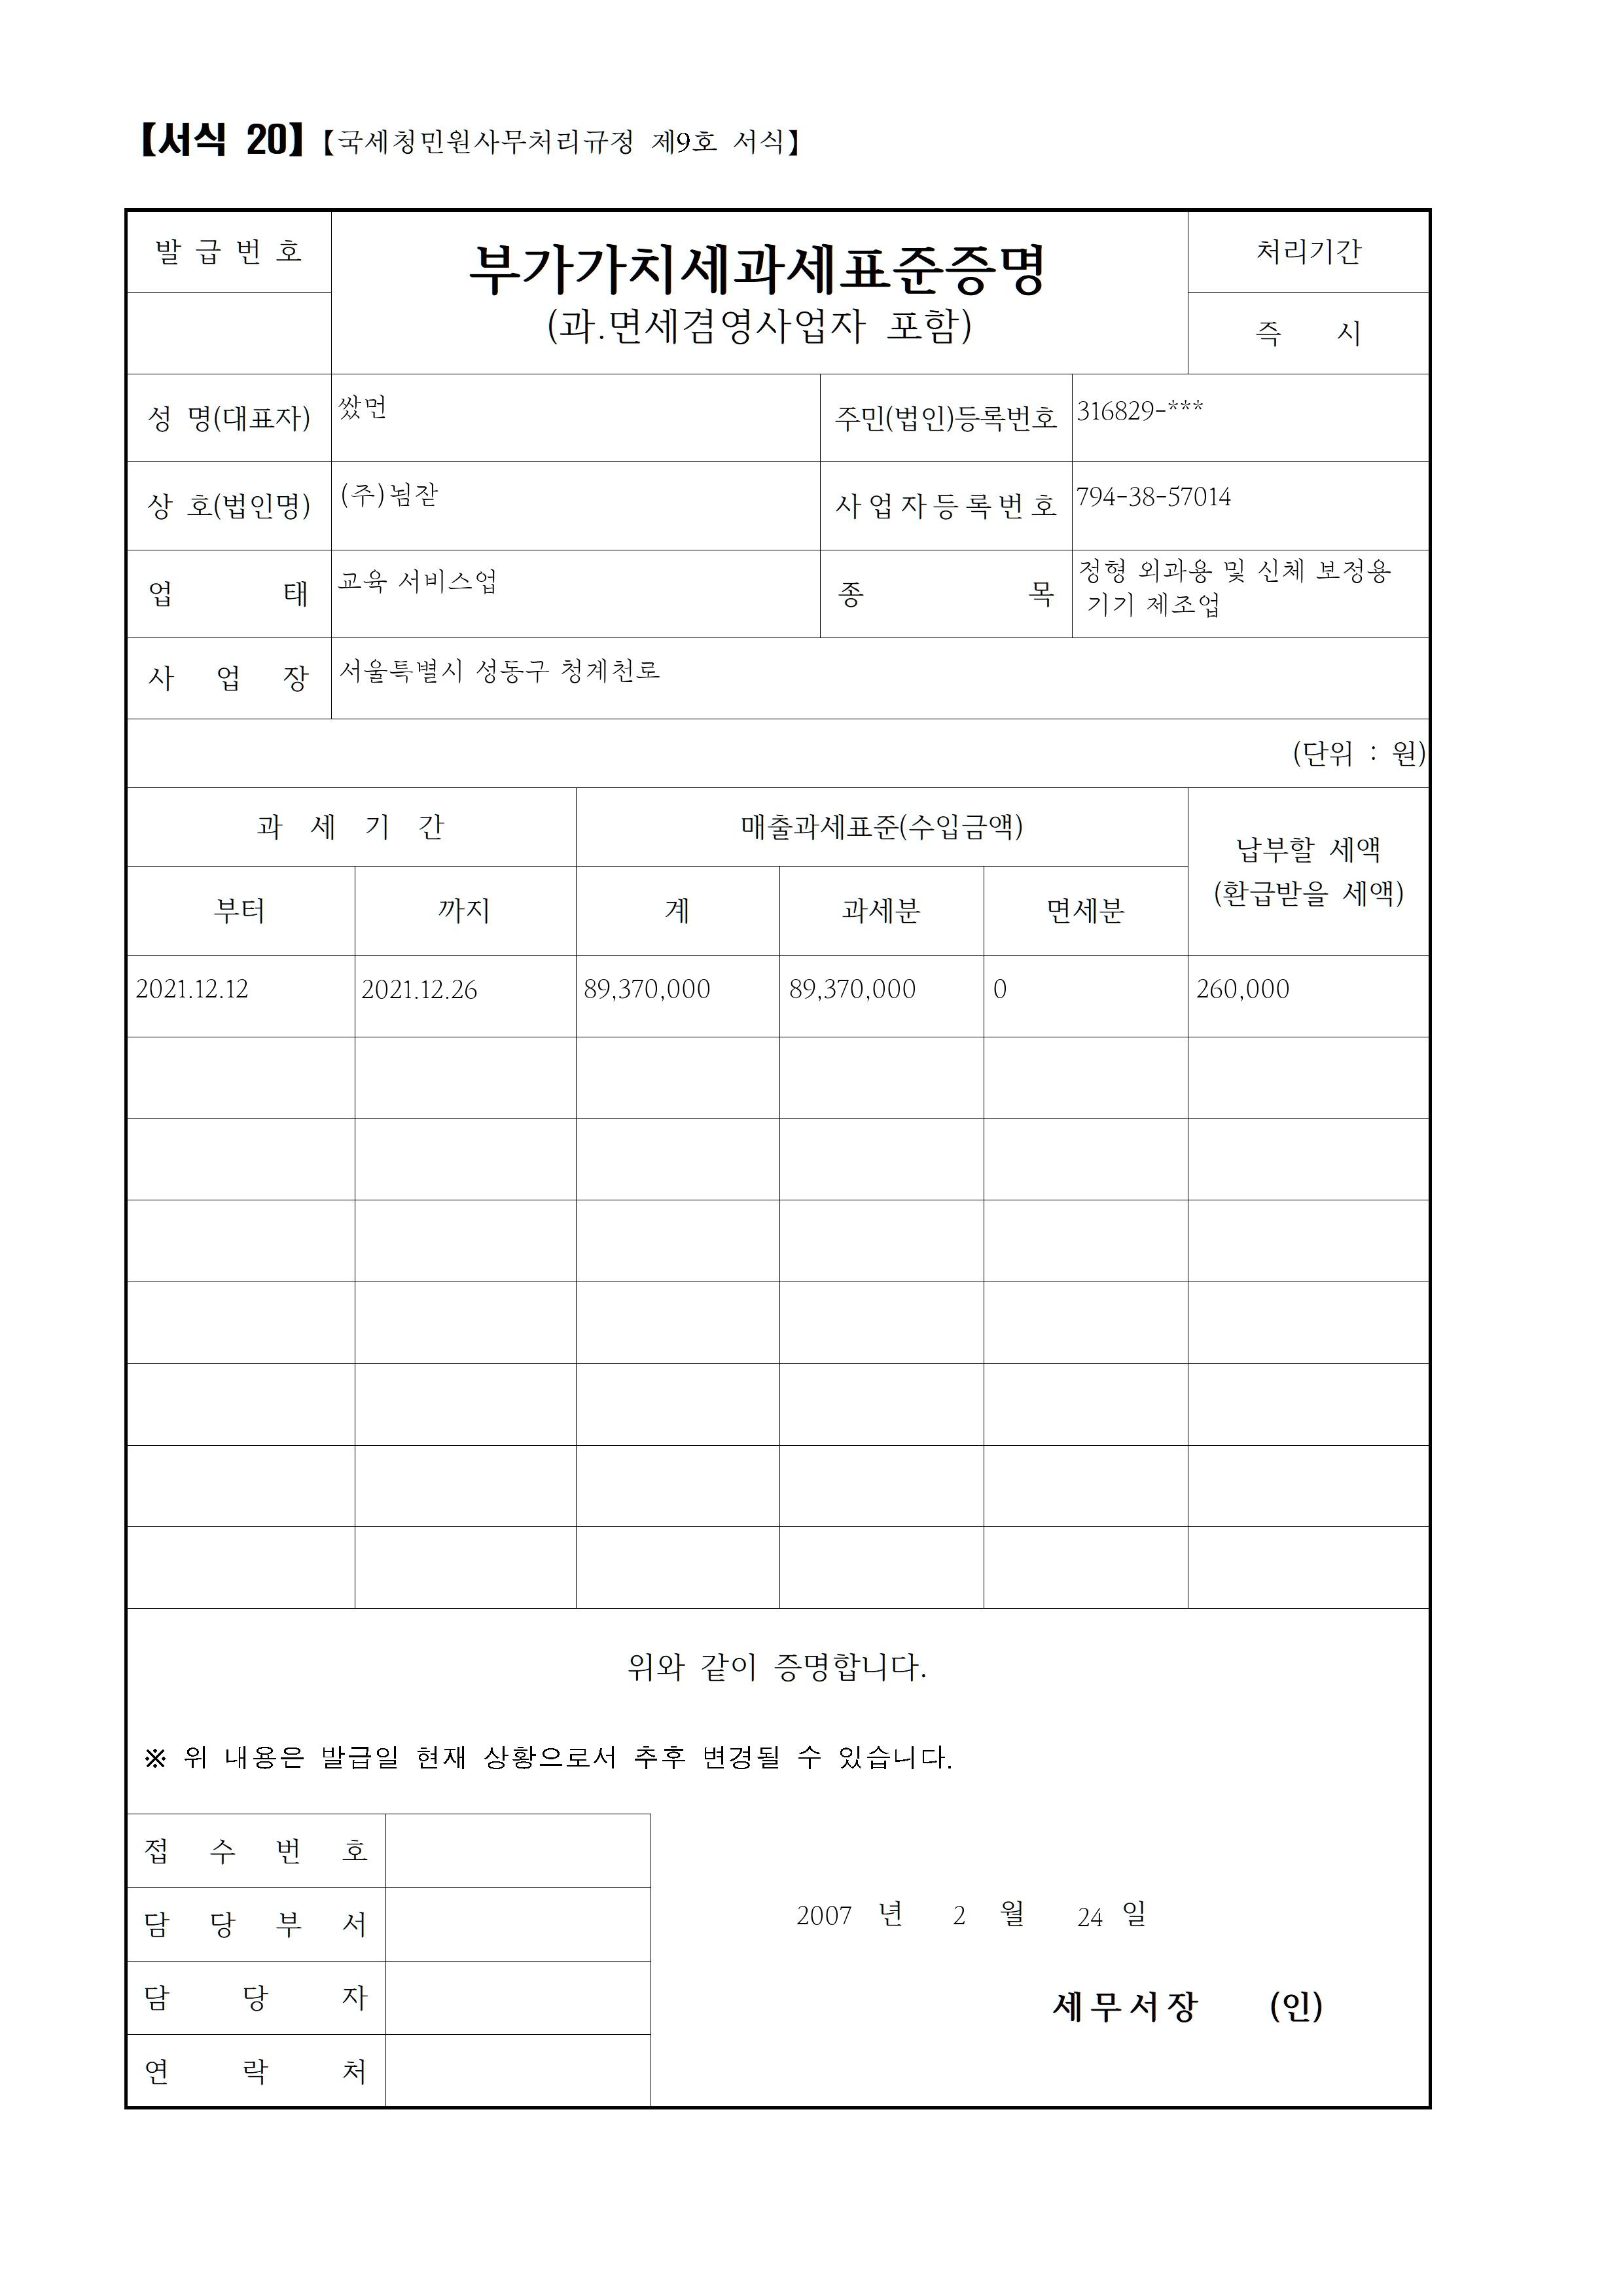 【서식 20】【국세청민원사무처리규정 제9호 서식】
발 급 번 호
부가가치세과세표준증명
(과.면세겸영사업자 포함)
처리기간
즉 시
성 명(대표자) 쌌먼 주민(법인)등록번호 316829-***
상 호(법인명) (주)뇜잗 사업자등록번호 794-38-57014
업 태 교육 서비스업 종 목 정형 외과용 및 신체 보정용
기기 제조업
사 업 장 서울특별시 성동구 청계천로
(단위 : 원)
과 세 기 간 매출과세표준(수입금액) 납부할 세액
(환급받을 세액)
부터 까지 계 과세분 면세분
2021.12.12 2021.12.26 89,370,000 89,370,000 0 260,000
위와 같이 증명합니다.
※ 위 내용은 발급일 현재 상황으로서 추후 변경될 수 있습니다.
접 수 번 호
담 당 부 서
담 당 자
연 락 처
2007 년 2 월 24 일
세무서장 (인)